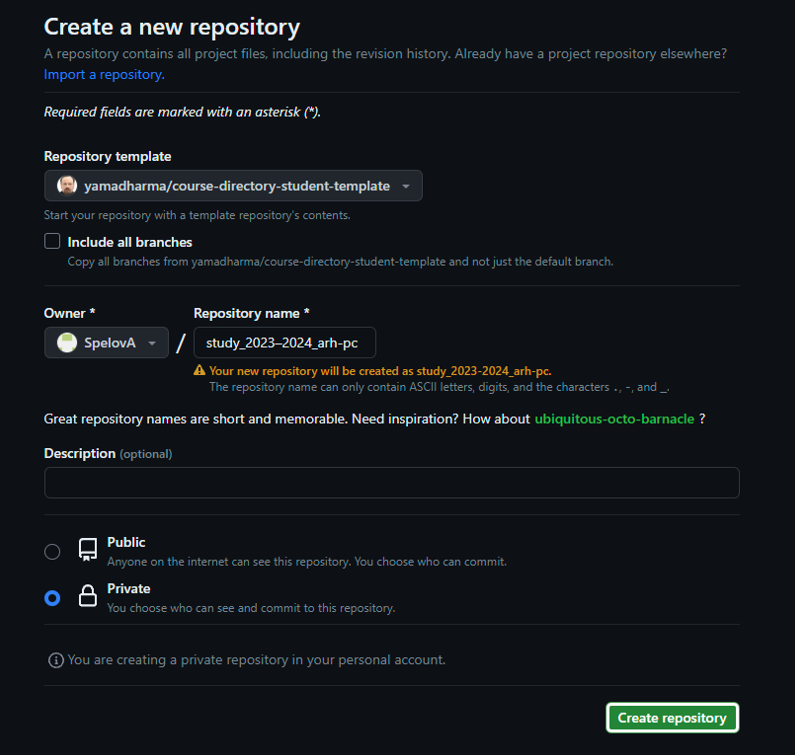 Create a new repository
A repository contains all project files, including the revision history. Already have a project repository elsewhere?
Import a repository.
Required fields are marked with an asterisk (*).
Repository template
yamadharma/course-directory-student-template
Start your repository with a template repository's contents.
Include all branches
Copy all branches from yamadharma/course-directory-student-template and not just the default branch.
Owner * Repository name *
SpelovA / study_2023–2024_arh-pc
Your new repository will be created as study_2023-2024_arh-pc.
The repository name can only contain ASCII letters, digits, and the characters ., -, and _.
Great repository names are short and memorable. Need inspiration? How about ubiquitous-octo-barnacle ?
Description (optional)
Public
Anyone on the internet can see this repository. You choose who can commit.
Private
You choose who can see and commit to this repository.
You are creating a private repository in your personal account.
Create repository